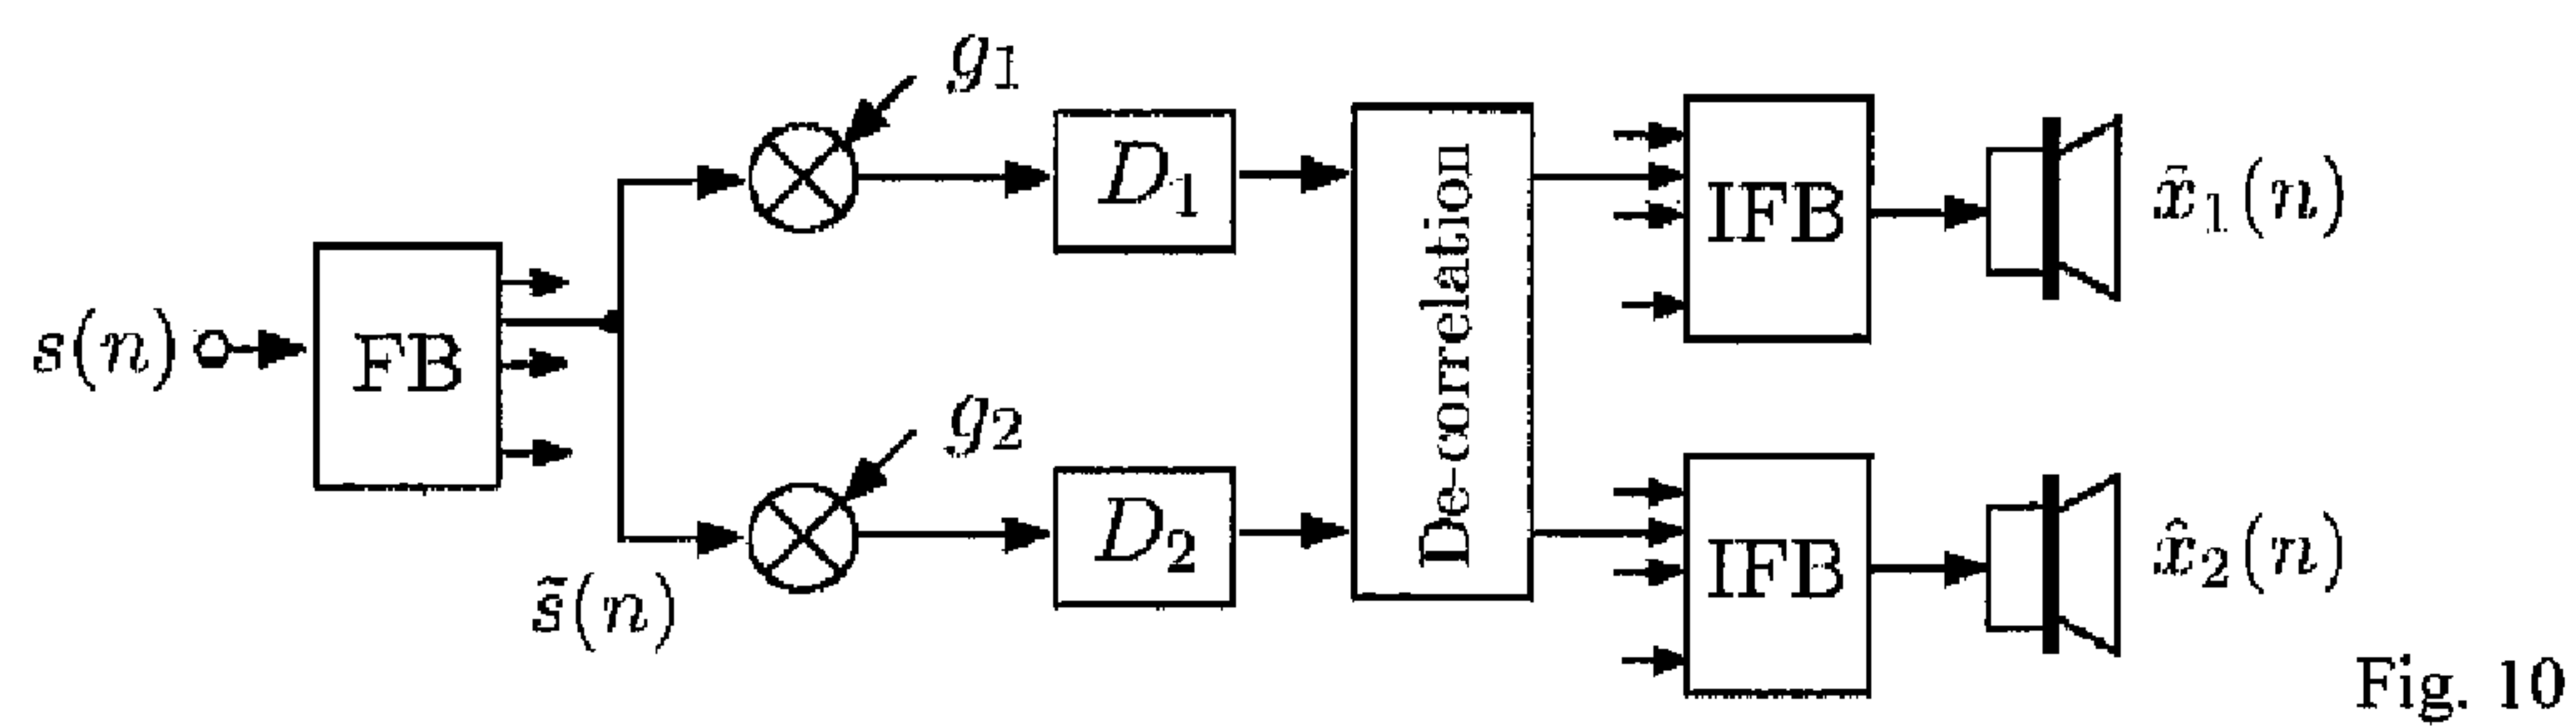 g₁
D₁
De-correlation
IFB
x̂₁(n)
s(n)
FB
g₂
D₂
IFB
x̂₂(n)
s̃(n)
Fig. 10